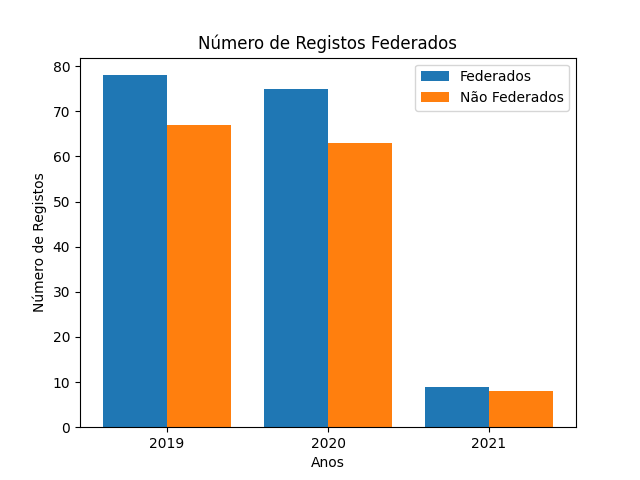 Número de Registos Federados
Federados
Não Federados
Número de Registos
80
70
60
50
40
30
20
10
0
2019 2020 2021
Anos